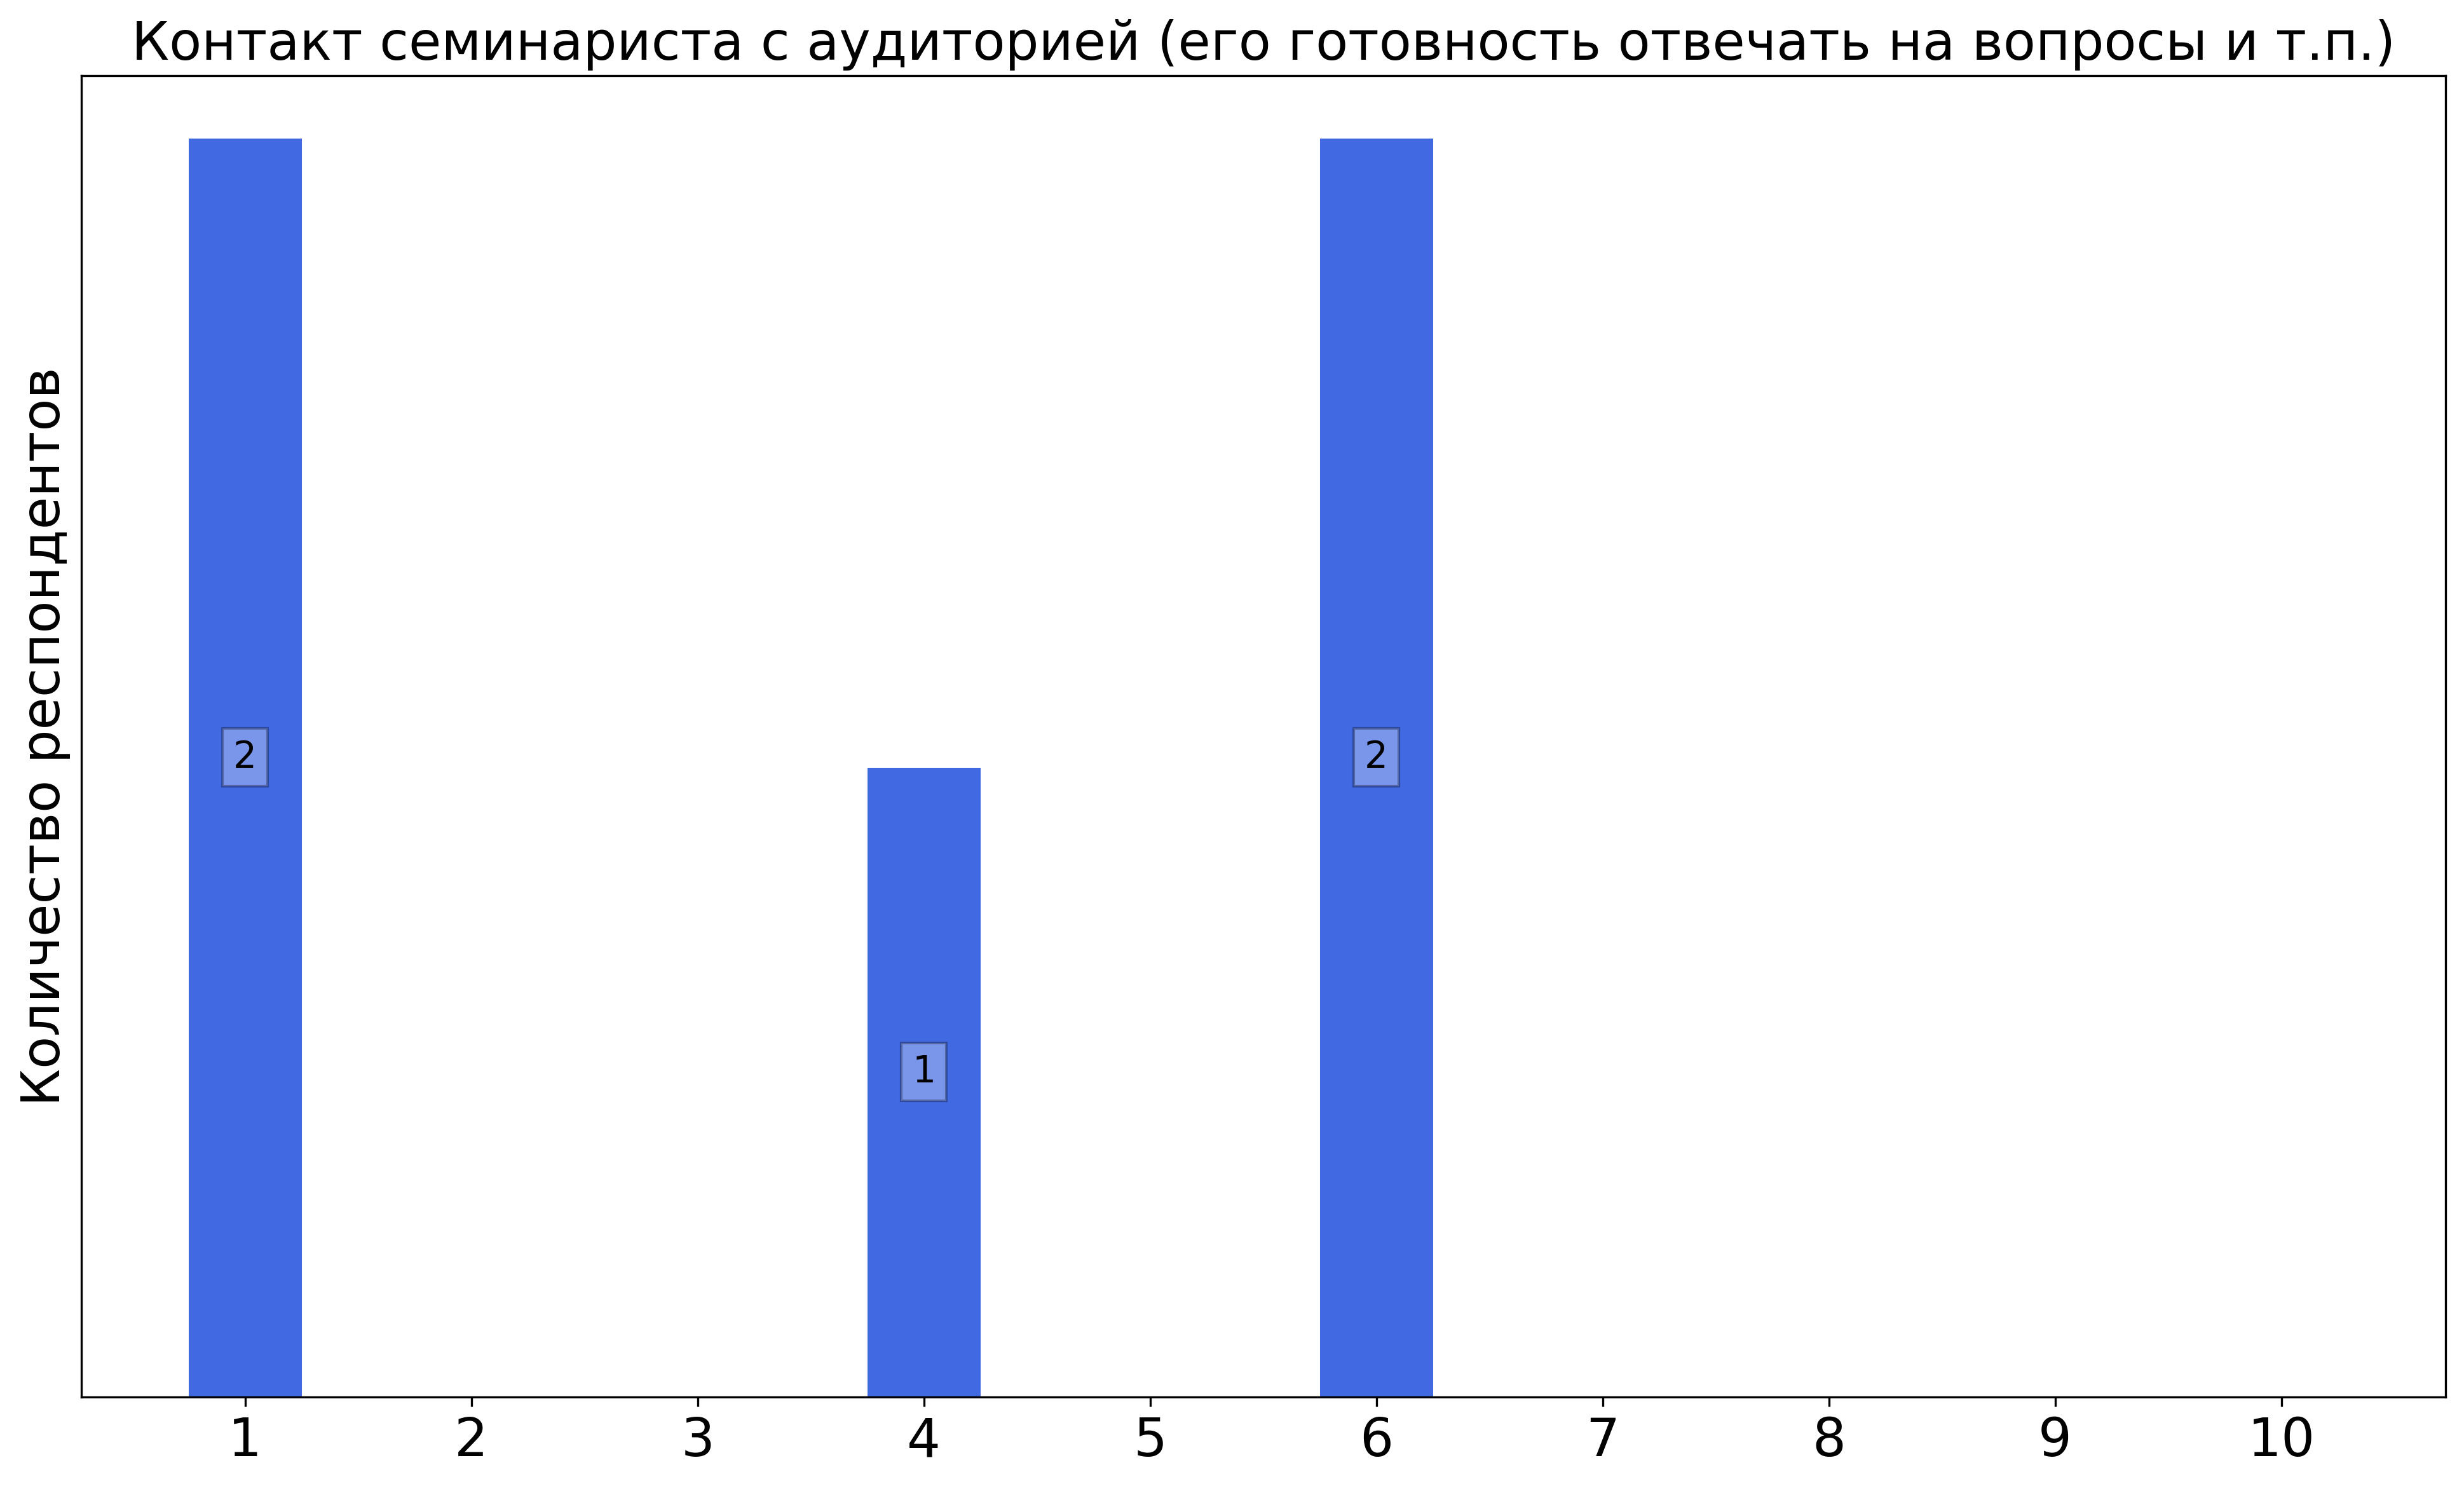 Контакт семинариста с аудиторией (его готовность отвечать на вопросы и т.п.)
Количество респондентов
2
1
2
1 2 3 4 5 6 7 8 9 10